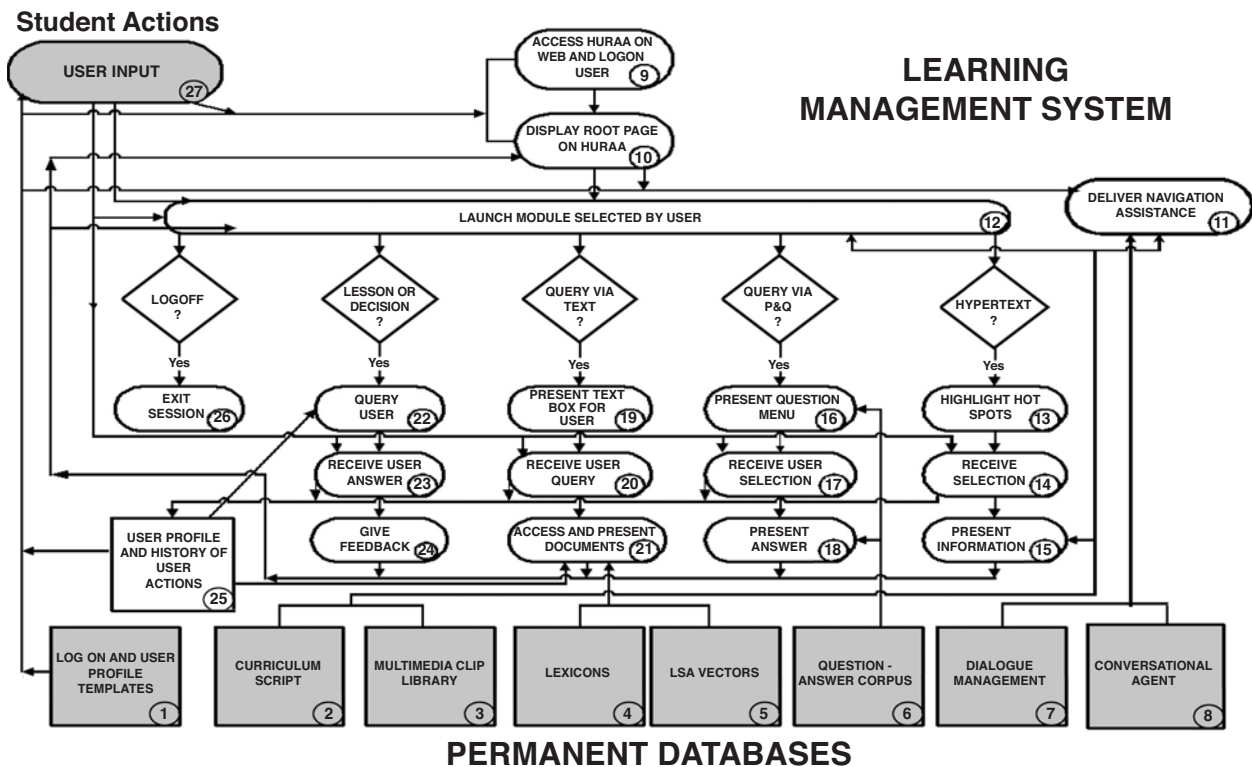 Student Actions
USER INPUT
27
ACCESS HURAA ON
WEB AND LOGON
USER
9
LEARNING
MANAGEMENT SYSTEM
DISPLAY ROOT PAGE
ON HURAA
10
DELIVER NAVIGATION
ASSISTANCE
11
LAUNCH MODULE SELECTED BY USER
12
LOGOFF
?
LESSON OR
DECISION
?
QUERY VIA
TEXT
?
QUERY VIA
P&Q
?
HYPERTEXT
?
Yes
Yes
Yes
Yes
Yes
EXIT
SESSION
26
QUERY
USER
22
PRESENT TEXT
BOX FOR
USER
19
PRESENT QUESTION
MENU
16
HIGHLIGHT HOT
SPOTS
13
RECEIVE USER
ANSWER
23
RECEIVE USER
QUERY
20
RECEIVE USER
SELECTION
17
RECEIVE
SELECTION
14
USER PROFILE
AND HISTORY OF
USER
ACTIONS
25
GIVE
FEEDBACK
24
ACCESS AND PRESENT
DOCUMENTS
21
PRESENT
ANSWER
18
PRESENT
INFORMATION
15
LOG ON AND USER
PROFILE
TEMPLATES
1
CURRICULUM
SCRIPT
2
MULTIMEDIA CLIP
LIBRARY
3
LEXICONS
4
LSA VECTORS
5
QUESTION -
ANSWER CORPUS
6
DIALOGUE
MANAGEMENT
7
CONVERSATIONAL
AGENT
8
PERMANENT DATABASES